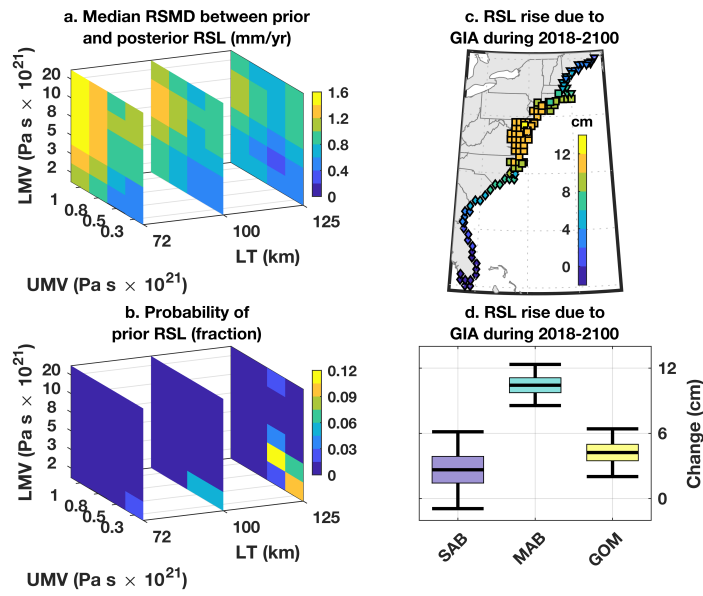 a. Median RSMD between prior
and posterior RSL (mm/yr)
20
10
8
5
3
2
1
0.8
0.5
0.3
LMV (Pa s × 10²¹)
UMV (Pa s × 10²¹)
72
100
125
LT (km)
1.6
1.2
0.8
0.4
0
c. RSL rise due to
GIA during 2018-2100
cm
12
8
4
0
b. Probability of
prior RSL (fraction)
20
10
8
5
3
2
1
0.8
0.5
0.3
LMV (Pa s × 10²¹)
UMV (Pa s × 10²¹)
72
100
125
LT (km)
0.12
0.09
0.06
0.03
0
d. RSL rise due to
GIA during 2018-2100
12
6
0
Change (cm)
SAB
MAB
GOM